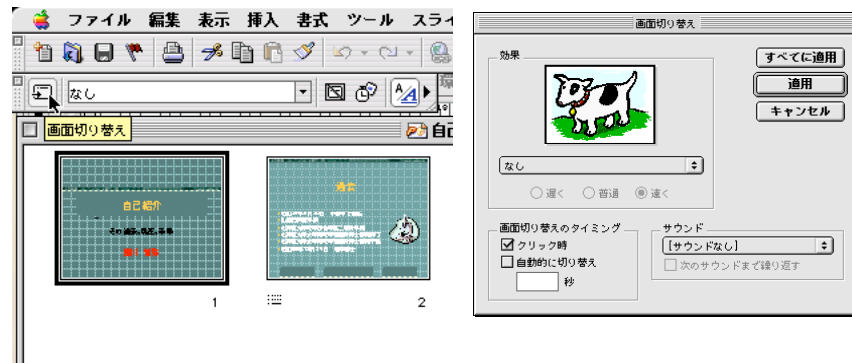 ファイル 編集 表示 挿入 書式 ツール スライ
なし
画面切り替え
自己紹介
過去
1
2
画面切り替え
効果
すべてに適用
適用
キャンセル
なし
遅く 普通 速く
画面切り替えのタイミング
クリック時
自動的に切り替え
秒
サウンド
[サウンドなし]
次のサウンドまで繰り返す